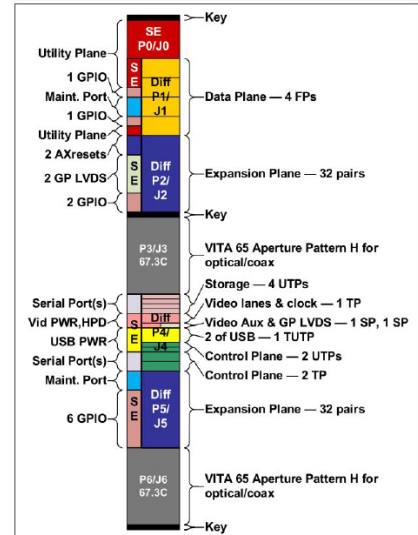 Key
Utility Plane
SE
P0/J0
1 GPIO
Maint. Port
1 GPIO
Utility Plane
S
E
Diff
P1/
J1
Data Plane — 4 FPs
2 AXresets
2 GP LVDS
2 GPIO
S
E
Diff
P2/
J2
Expansion Plane — 32 pairs
Key
P3/J3
67.3C
VITA 65 Aperture Pattern H for
optical/coax
Serial Port(s)
Vid PWR,HPD
USB PWR
Serial Port(s)
S
E
Diff
P4/
J4
Storage — 4 UTPs
Video lanes & clock — 1 TP
Video Aux & GP LVDS — 1 SP, 1 SP
2 of USB — 1 TUTP
Control Plane — 2 UTPs
Control Plane — 2 TP
Maint. Port
6 GPIO
S
E
Diff
P5/
J5
Expansion Plane — 32 pairs
P6/J6
67.3C
VITA 65 Aperture Pattern H for
optical/coax
Key